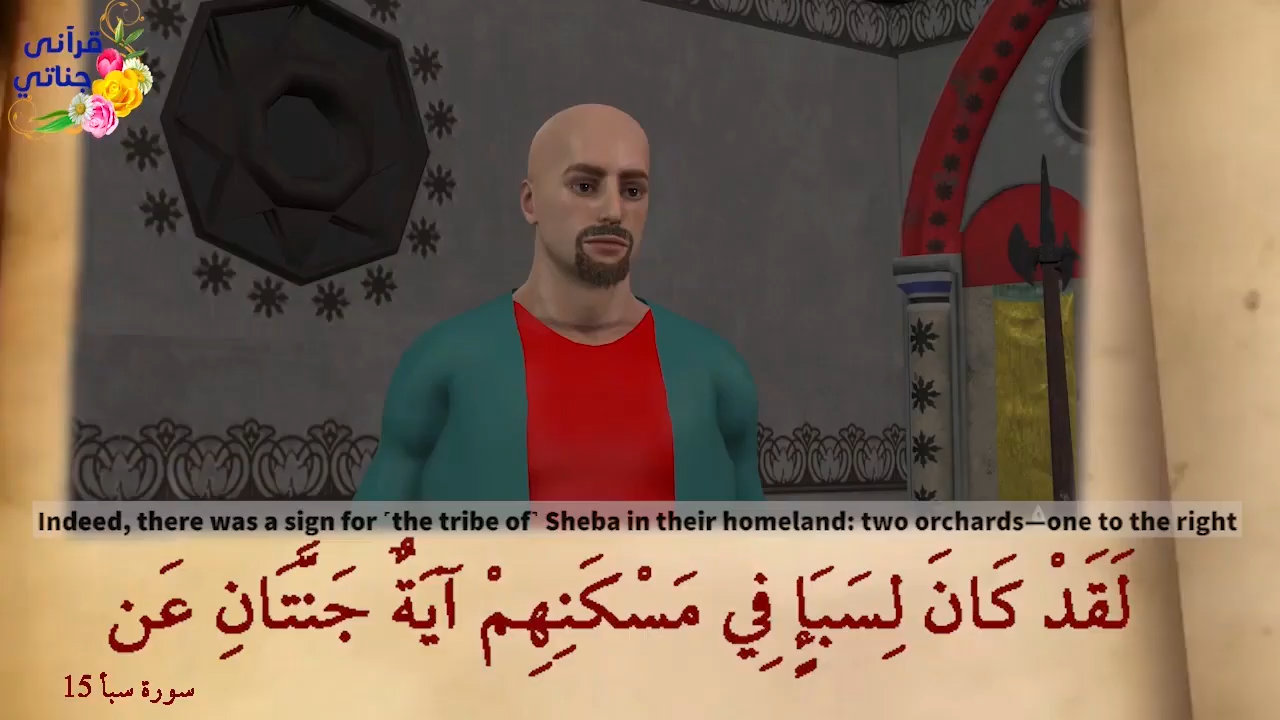 قرآنى
جناتي
Indeed, there was a sign for ˹the tribe of˺ Sheba in their homeland: two orchards—one to the right
لَقَدْ كَانَ لِسَبَإٍ فِي مَسْكَنِهِمْ آيَةٌ جَنَّتَانِ عَن
سورة سبأ 15